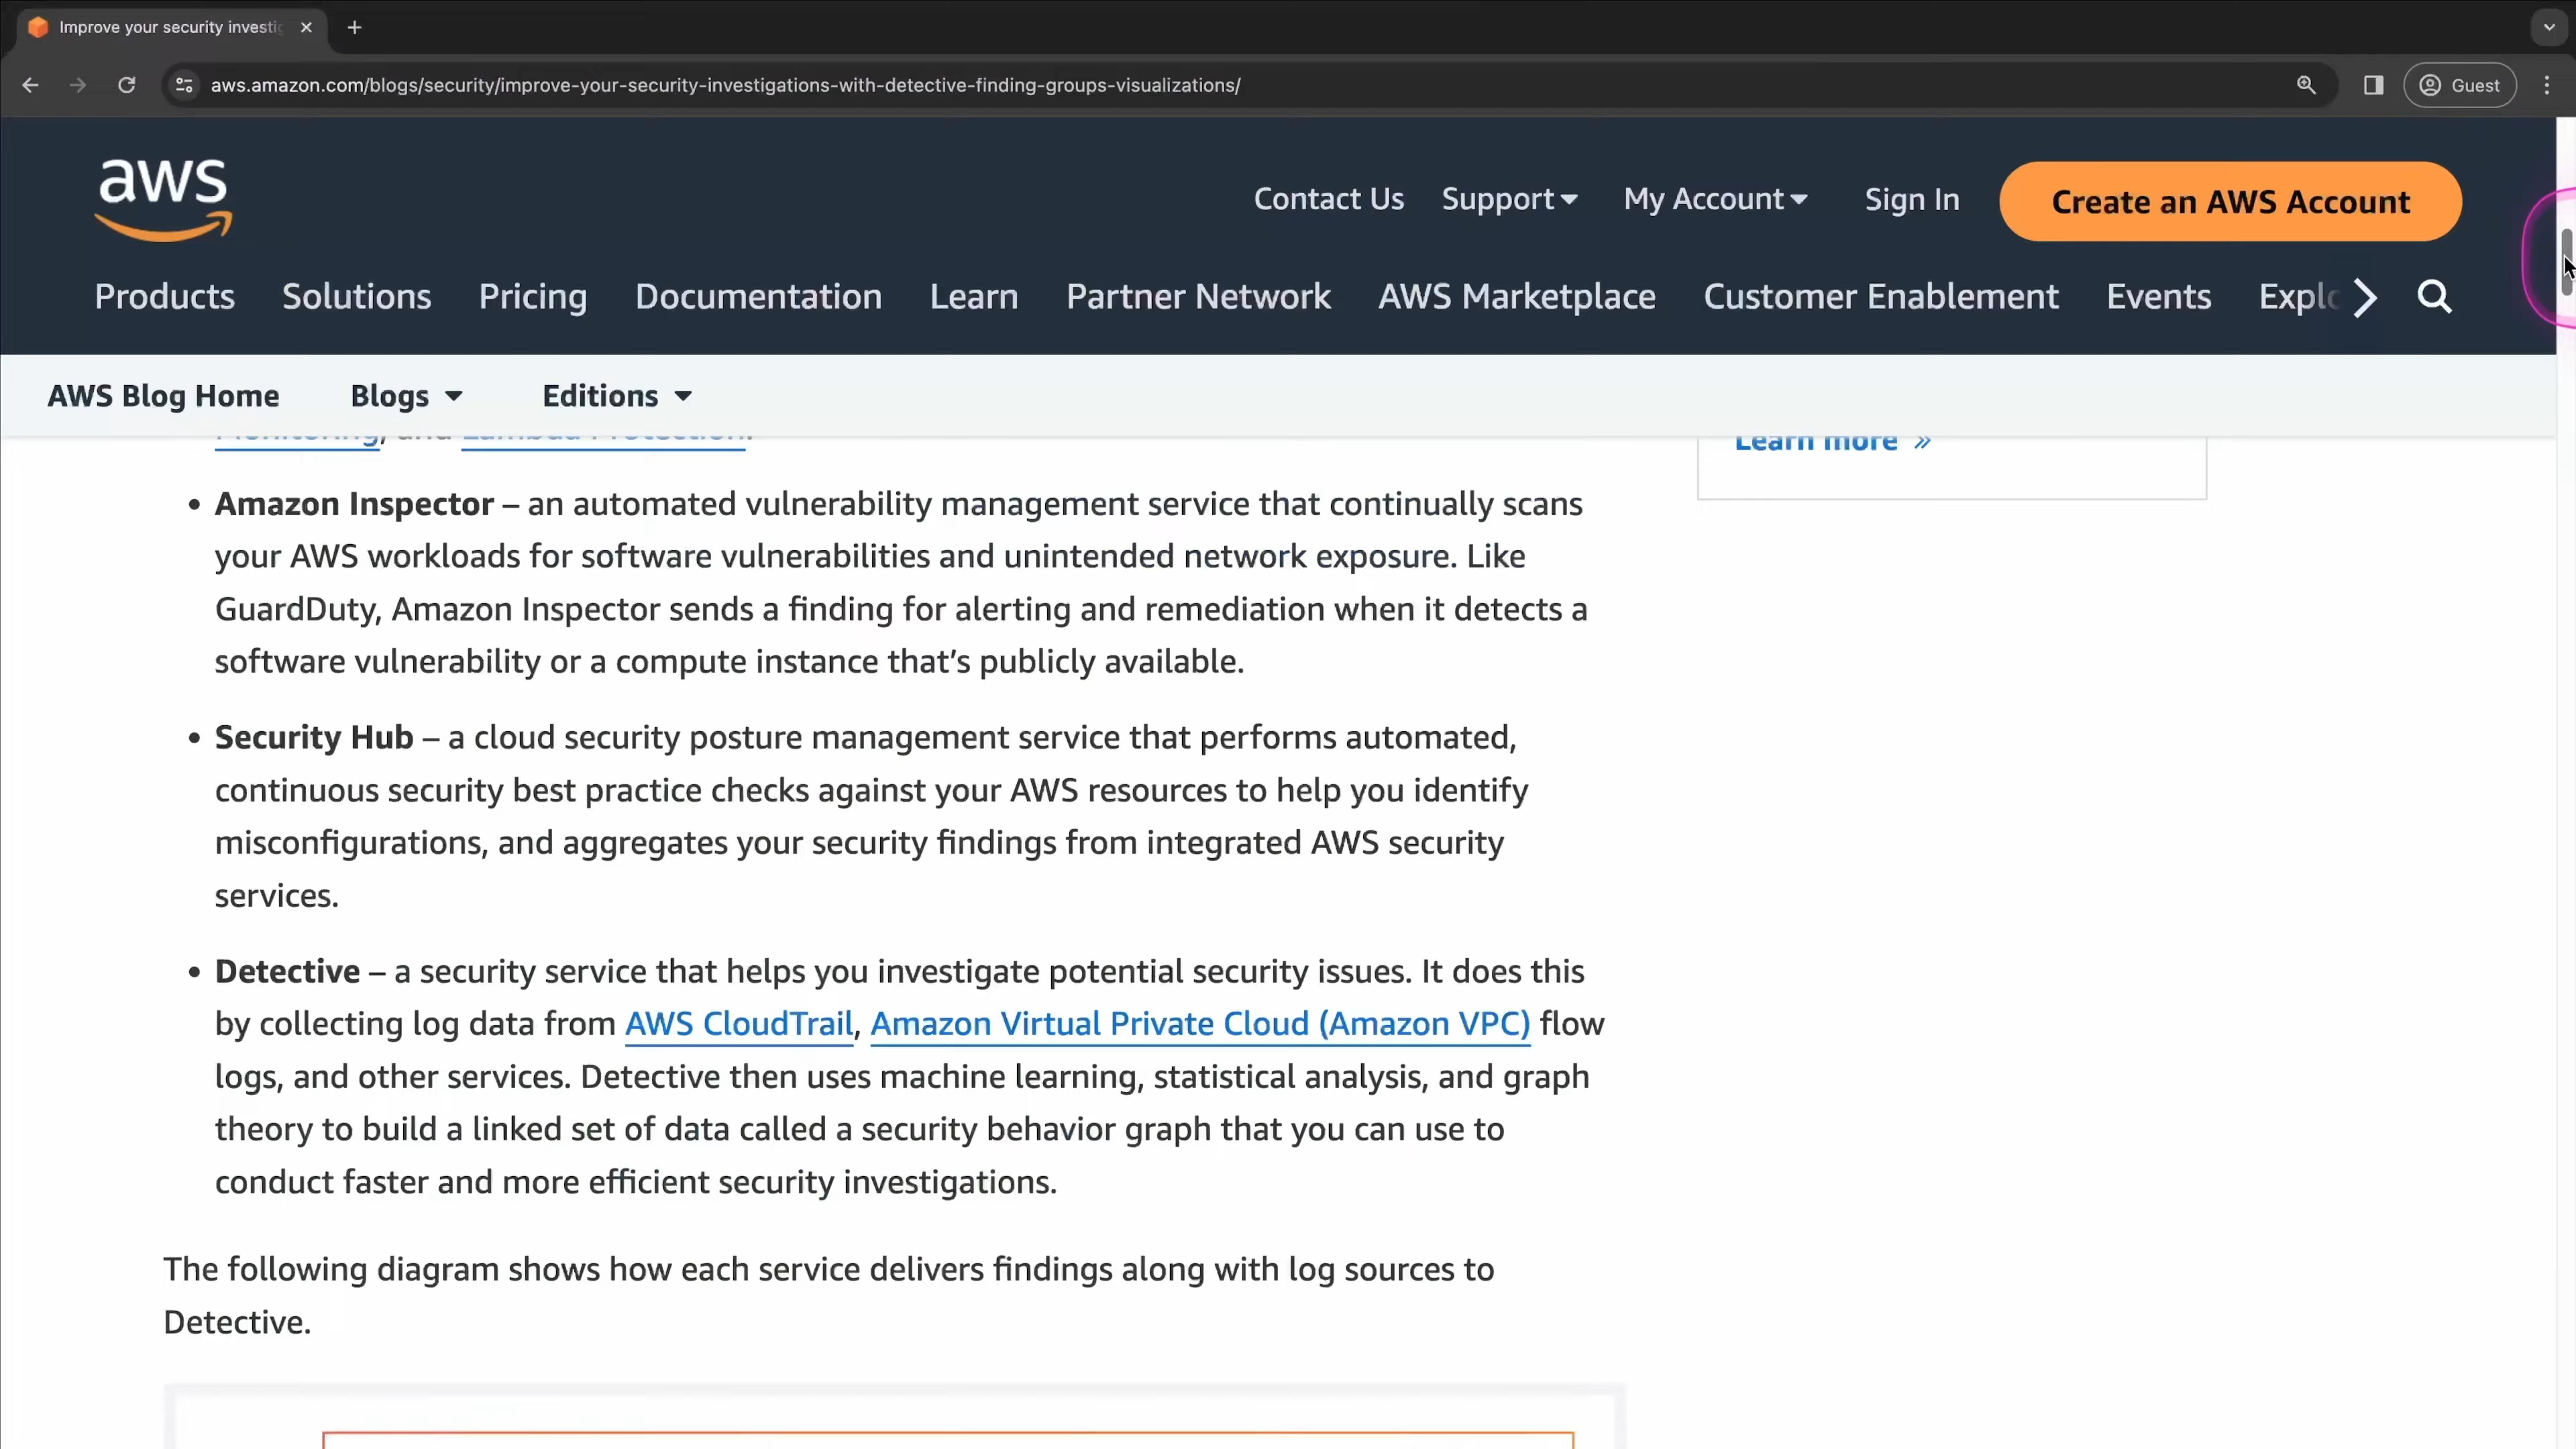 Improve your security investig
aws.amazon.com/blogs/security/improve-your-security-investigations-with-detective-finding-groups-visualizations/
Guest
aws
Contact Us
Support
My Account
Sign In
Create an AWS Account
Products
Solutions
Pricing
Documentation
Learn
Partner Network
AWS Marketplace
Customer Enablement
Events
Explo
AWS Blog Home
Blogs
Editions
Monitoring, and Lambda Protection.
Learn more »
• Amazon Inspector – an automated vulnerability management service that continually scans
your AWS workloads for software vulnerabilities and unintended network exposure. Like
GuardDuty, Amazon Inspector sends a finding for alerting and remediation when it detects a
software vulnerability or a compute instance that’s publicly available.
• Security Hub – a cloud security posture management service that performs automated,
continuous security best practice checks against your AWS resources to help you identify
misconfigurations, and aggregates your security findings from integrated AWS security
services.
• Detective – a security service that helps you investigate potential security issues. It does this
by collecting log data from AWS CloudTrail, Amazon Virtual Private Cloud (Amazon VPC) flow
logs, and other services. Detective then uses machine learning, statistical analysis, and graph
theory to build a linked set of data called a security behavior graph that you can use to
conduct faster and more efficient security investigations.
The following diagram shows how each service delivers findings along with log sources to
Detective.